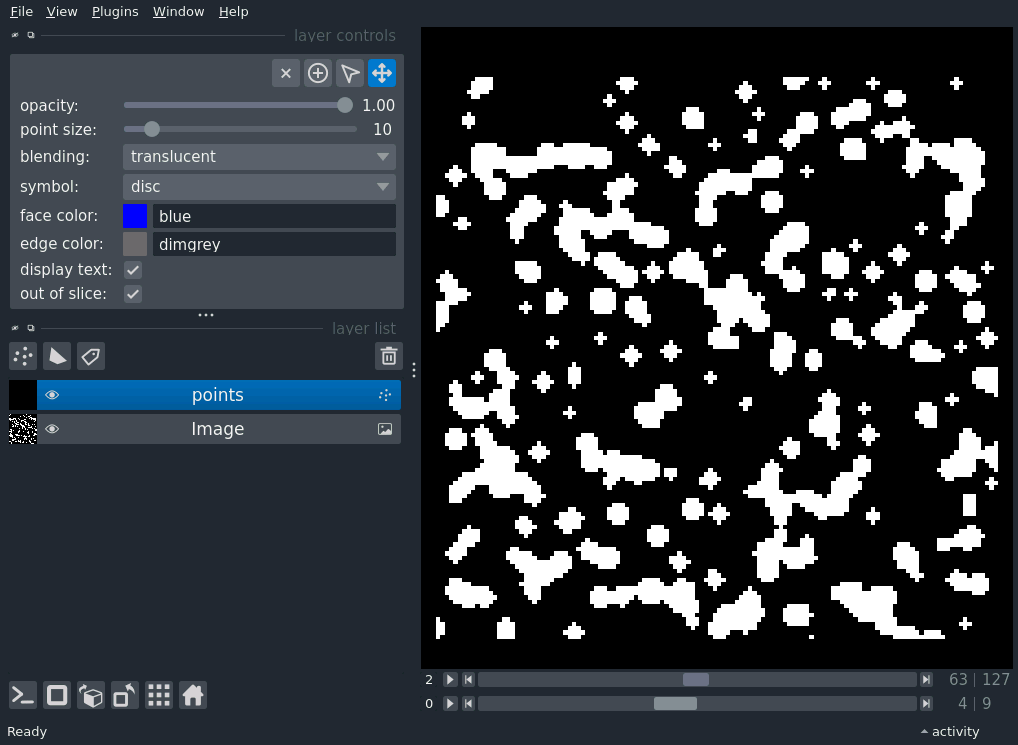 File View Plugins Window Help
layer controls
opacity: 1.00
point size: 10
blending: translucent
symbol: disc
face color: blue
edge color: dimgrey
display text:
out of slice:
layer list
points
Image
2 63 | 127
0 4 | 9
Ready activity